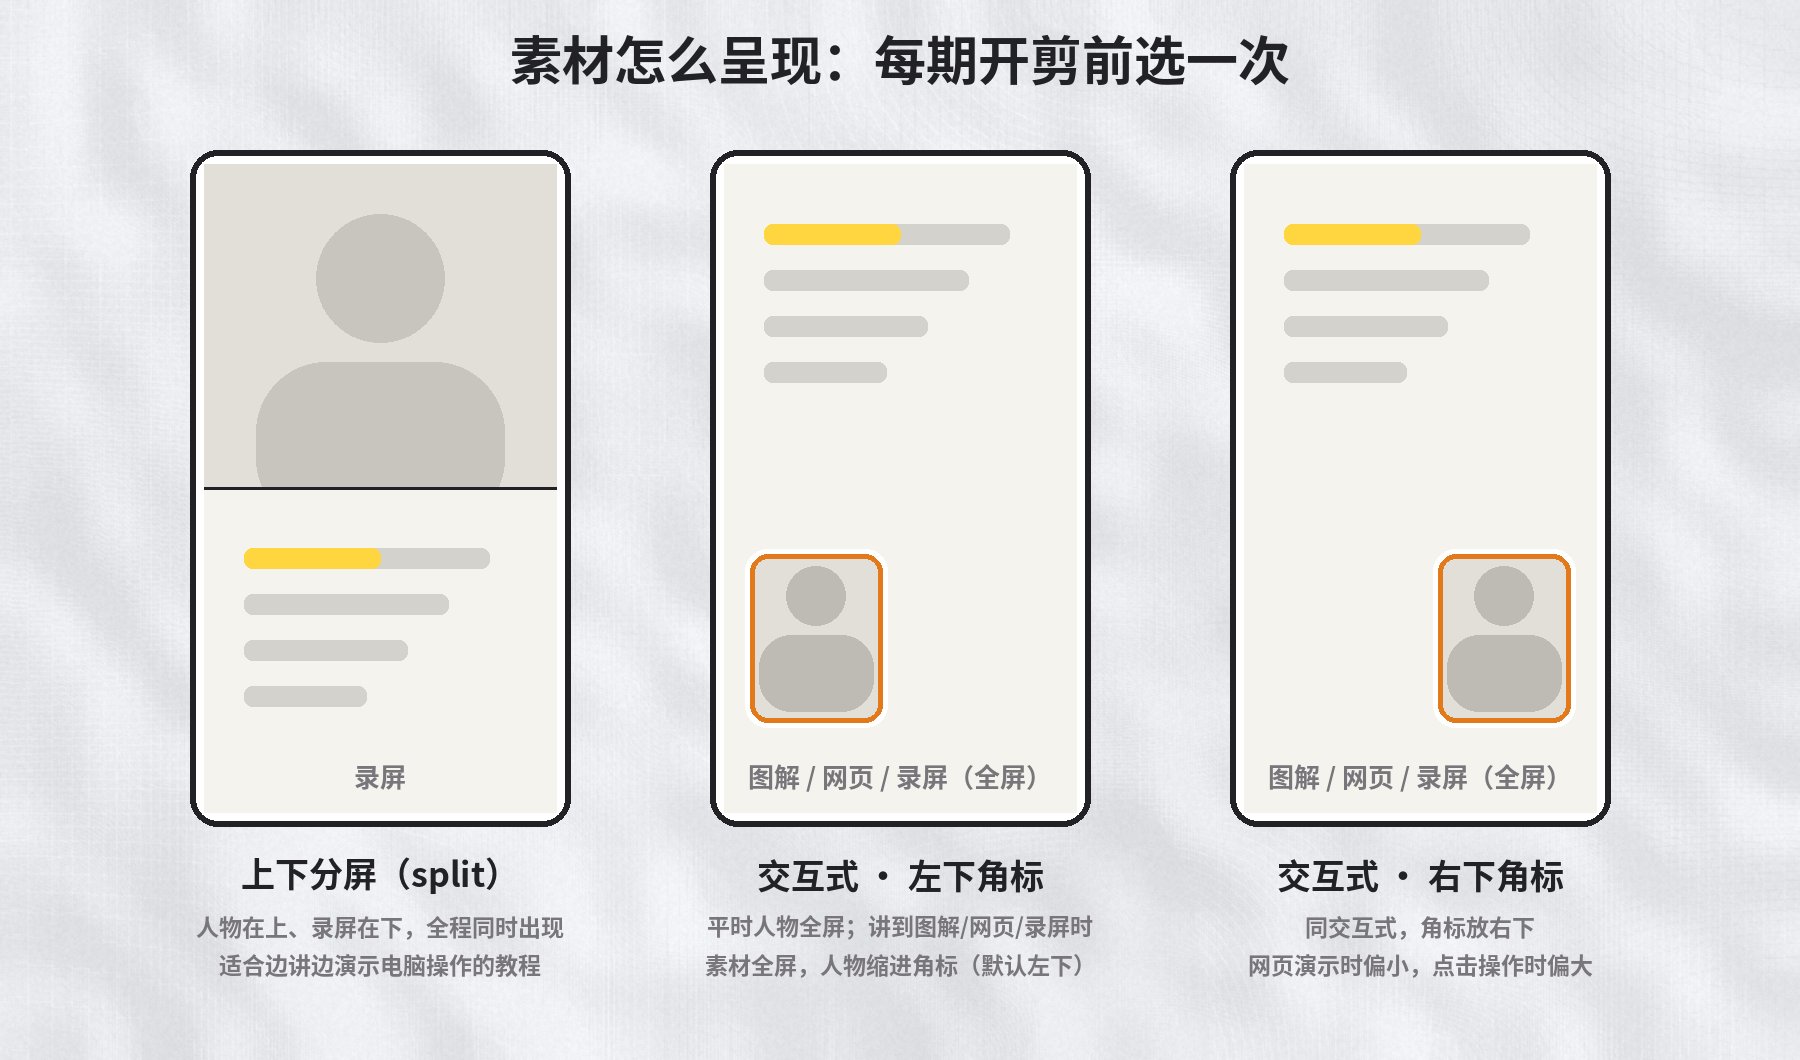 素材怎么呈现：每期开剪前选一次
录屏
图解 / 网页 / 录屏（全屏）
图解 / 网页 / 录屏（全屏）
上下分屏（split）
人物在上、录屏在下，全程同时出现
适合边讲边演示电脑操作的教程
交互式 · 左下角标
平时人物全屏；讲到图解/网页/录屏时
素材全屏，人物缩进角标（默认左下）
交互式 · 右下角标
同交互式，角标放右下
网页演示时偏小，点击操作时偏大